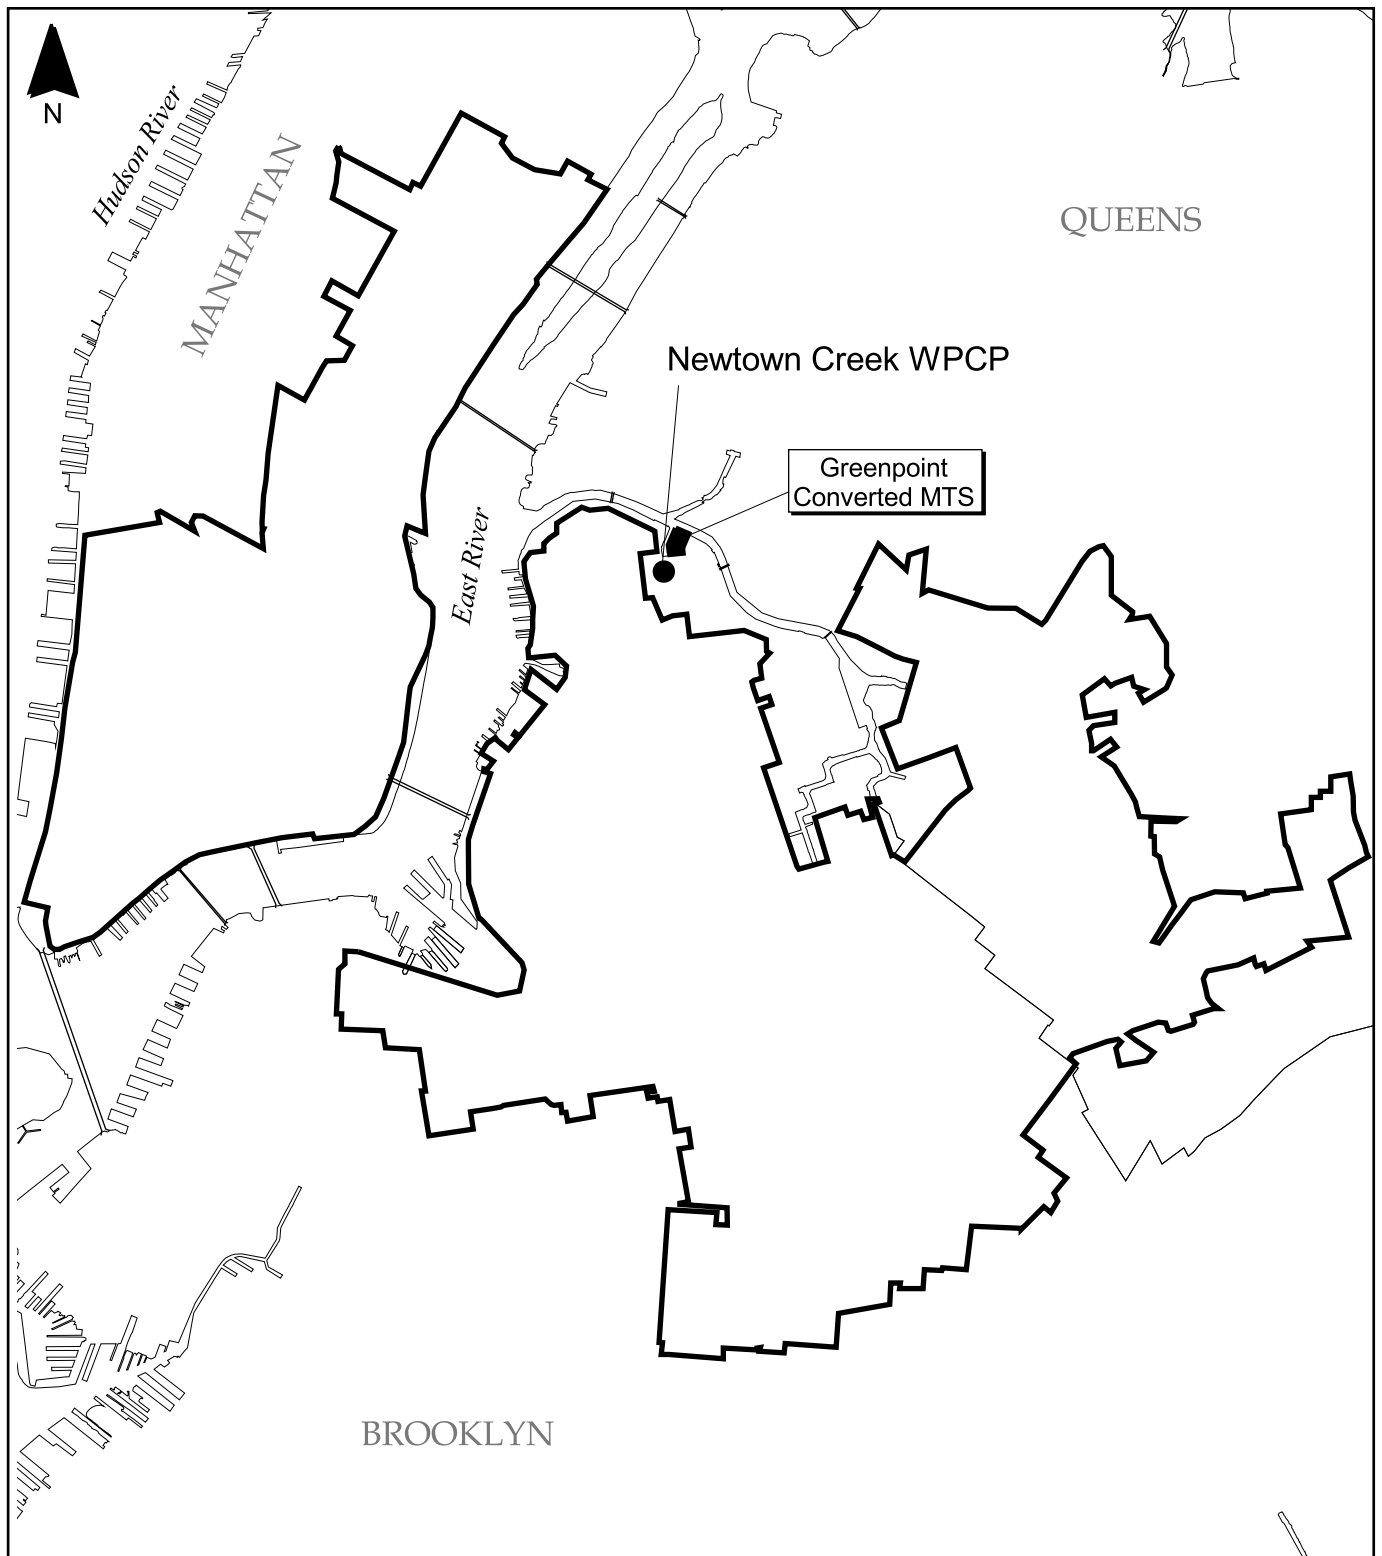 N
Hudson River
MANHATTAN
QUEENS
Newtown Creek WPCP
Greenpoint
Converted MTS
East River
BROOKLYN